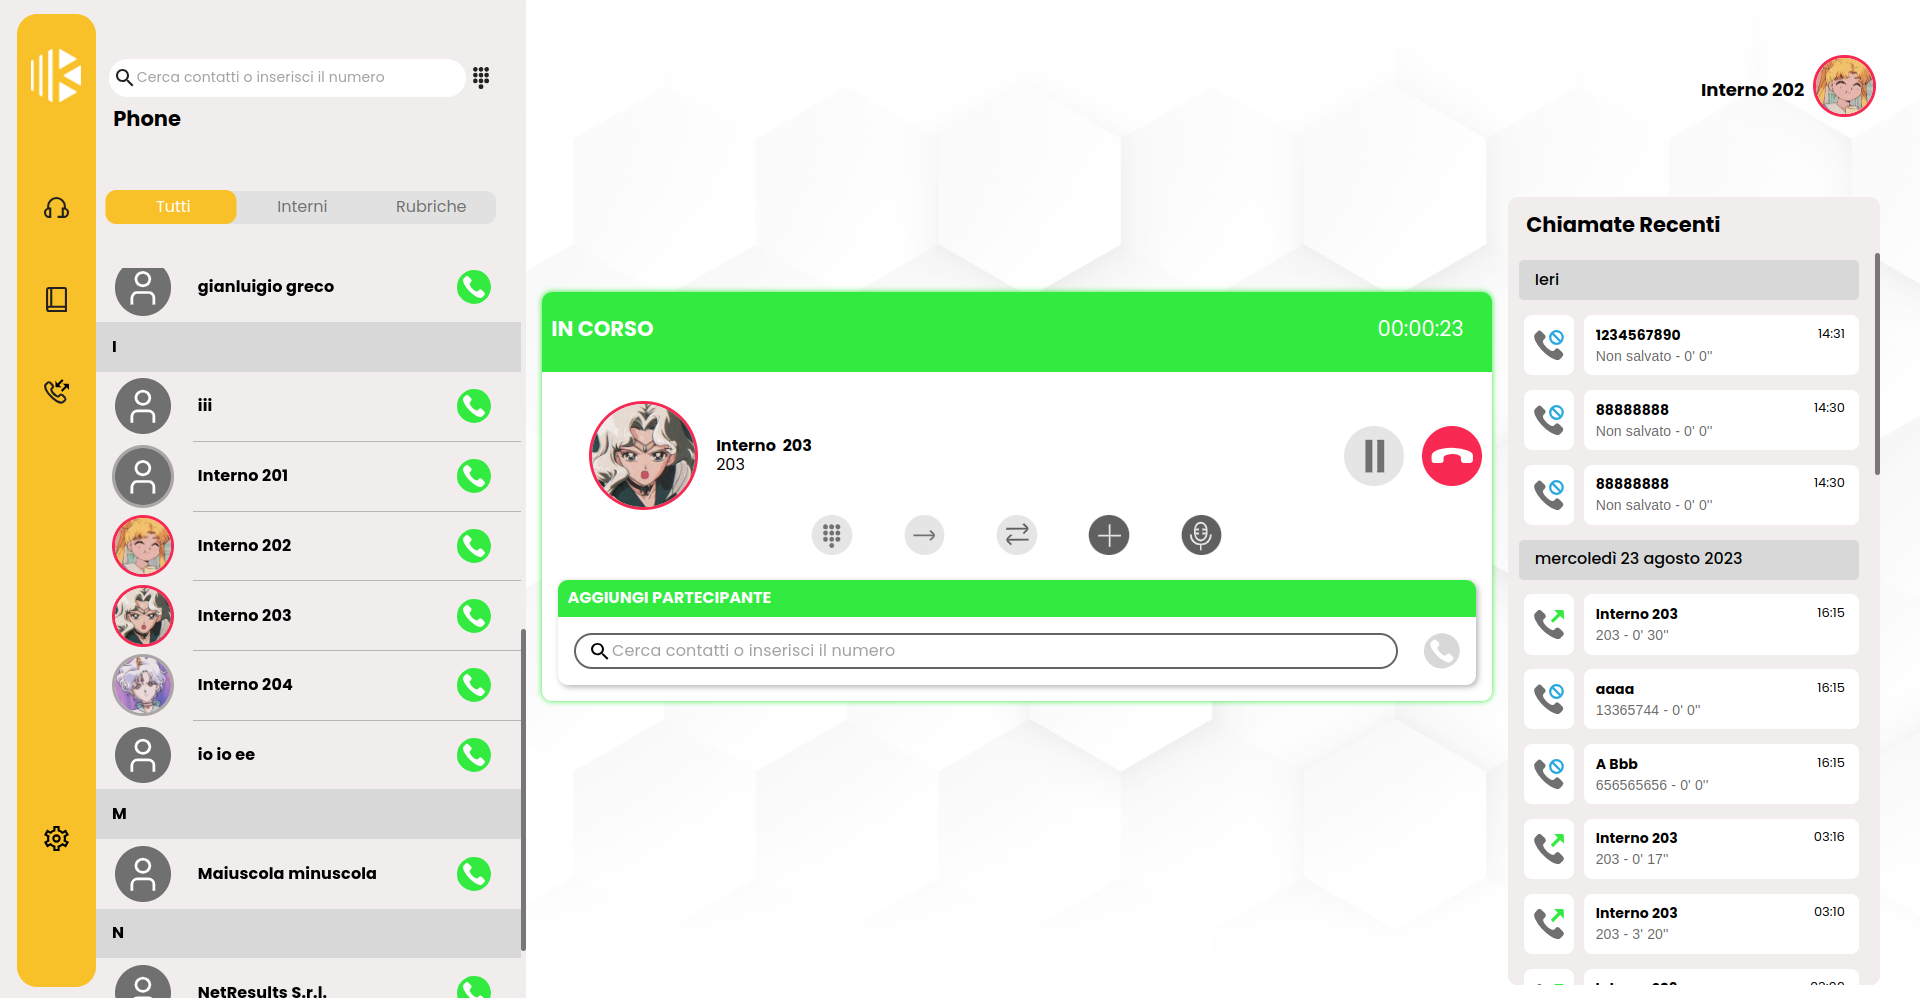 Cerca contatti o inserisci il numero
Phone
Tutti
Interni
Rubriche
gianluigio greco
I
iii
Interno 201
Interno 202
Interno 203
Interno 204
io io ee
M
Maiuscola minuscola
N
NetResults S.r.l.
IN CORSO
00:00:23
Interno 203
203
AGGIUNGI PARTECIPANTE
Cerca contatti o inserisci il numero
Interno 202
Chiamate Recenti
Ieri
1234567890
14:31
Non salvato - 0' 0''
88888888
14:30
Non salvato - 0' 0''
88888888
14:30
Non salvato - 0' 0''
mercoledì 23 agosto 2023
Interno 203
16:15
203 - 0' 30''
aaaa
16:15
13365744 - 0' 0''
A Bbb
16:15
656565656 - 0' 0''
Interno 203
03:16
203 - 0' 17''
Interno 203
03:10
203 - 3' 20''